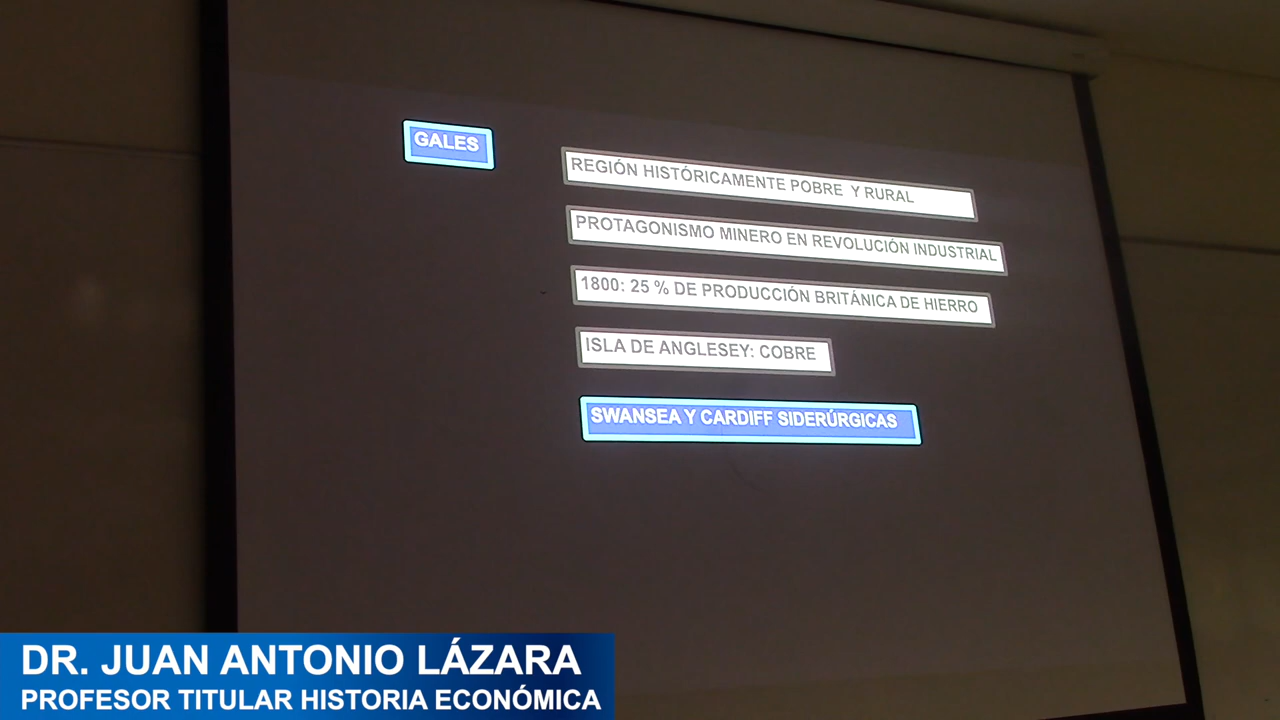 GALES
REGIÓN HISTÓRICAMENTE POBRE Y RURAL
PROTAGONISMO MINERO EN REVOLUCIÓN INDUSTRIAL
1800: 25 % DE PRODUCCIÓN BRITÁNICA DE HIERRO
ISLA DE ANGLESEY: COBRE
SWANSEA Y CARDIFF SIDERÚRGICAS
DR. JUAN ANTONIO LÁZARA
PROFESOR TITULAR HISTORIA ECONÓMICA